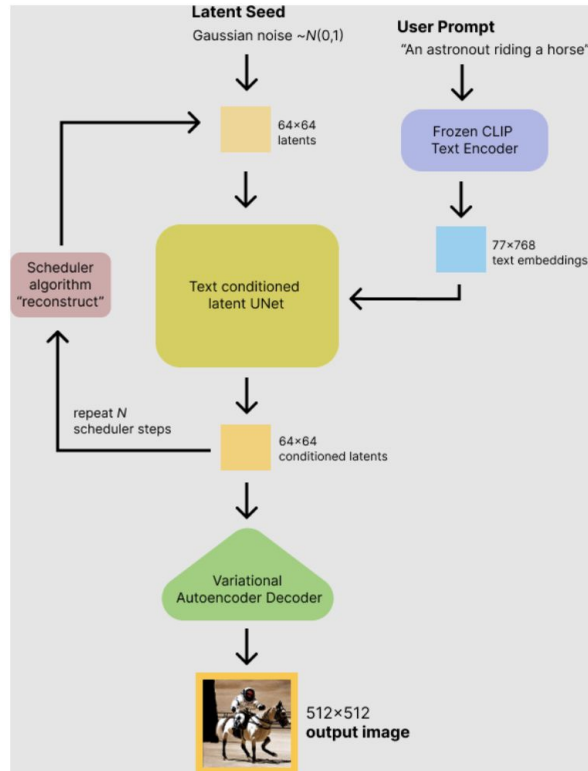 Latent Seed
Gaussian noise ~N(0,1)
User Prompt
“An astronout riding a horse”
64×64
latents
Frozen CLIP
Text Encoder
77×768
text embeddings
Scheduler
algorithm
“reconstruct”
Text conditioned
latent UNet
repeat N
scheduler steps
64×64
conditioned latents
Variational
Autoencoder Decoder
512×512
output image